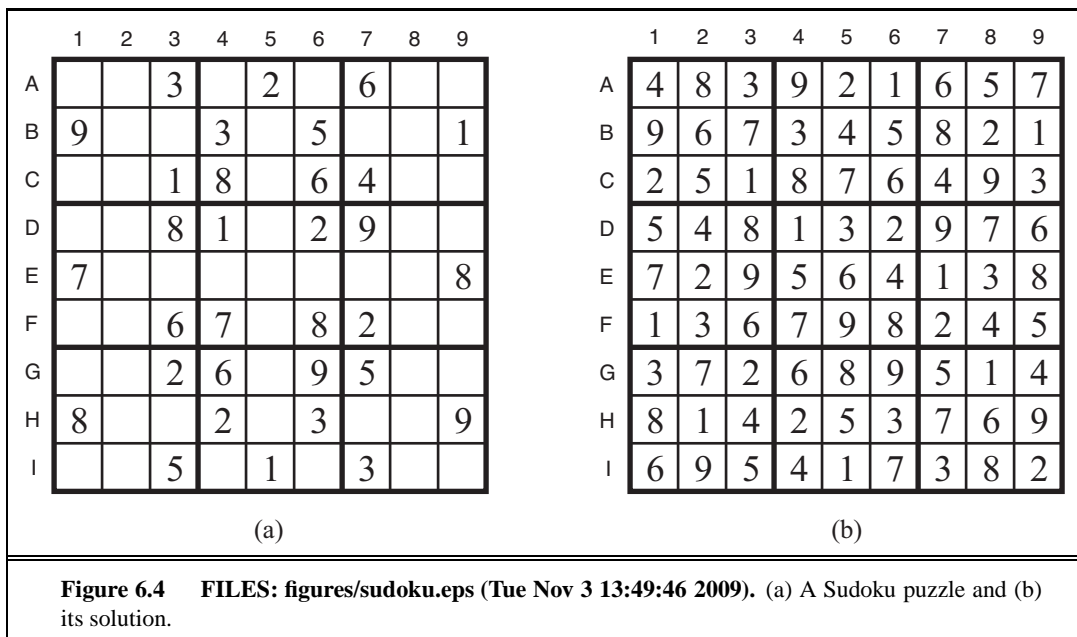 1 2 3 4 5 6 7 8 9
A 3 2 6
B 9 3 5 1
C 1 8 6 4
D 8 1 2 9
E 7 8
F 6 7 8 2
G 2 6 9 5
H 8 2 3 9
I 5 1 3
(a)
1 2 3 4 5 6 7 8 9
A 4 8 3 9 2 1 6 5 7
B 9 6 7 3 4 5 8 2 1
C 2 5 1 8 7 6 4 9 3
D 5 4 8 1 3 2 9 7 6
E 7 2 9 5 6 4 1 3 8
F 1 3 6 7 9 8 2 4 5
G 3 7 2 6 8 9 5 1 4
H 8 1 4 2 5 3 7 6 9
I 6 9 5 4 1 7 3 8 2
(b)
Figure 6.4 FILES: figures/sudoku.eps (Tue Nov 3 13:49:46 2009). (a) A Sudoku puzzle and (b)
its solution.